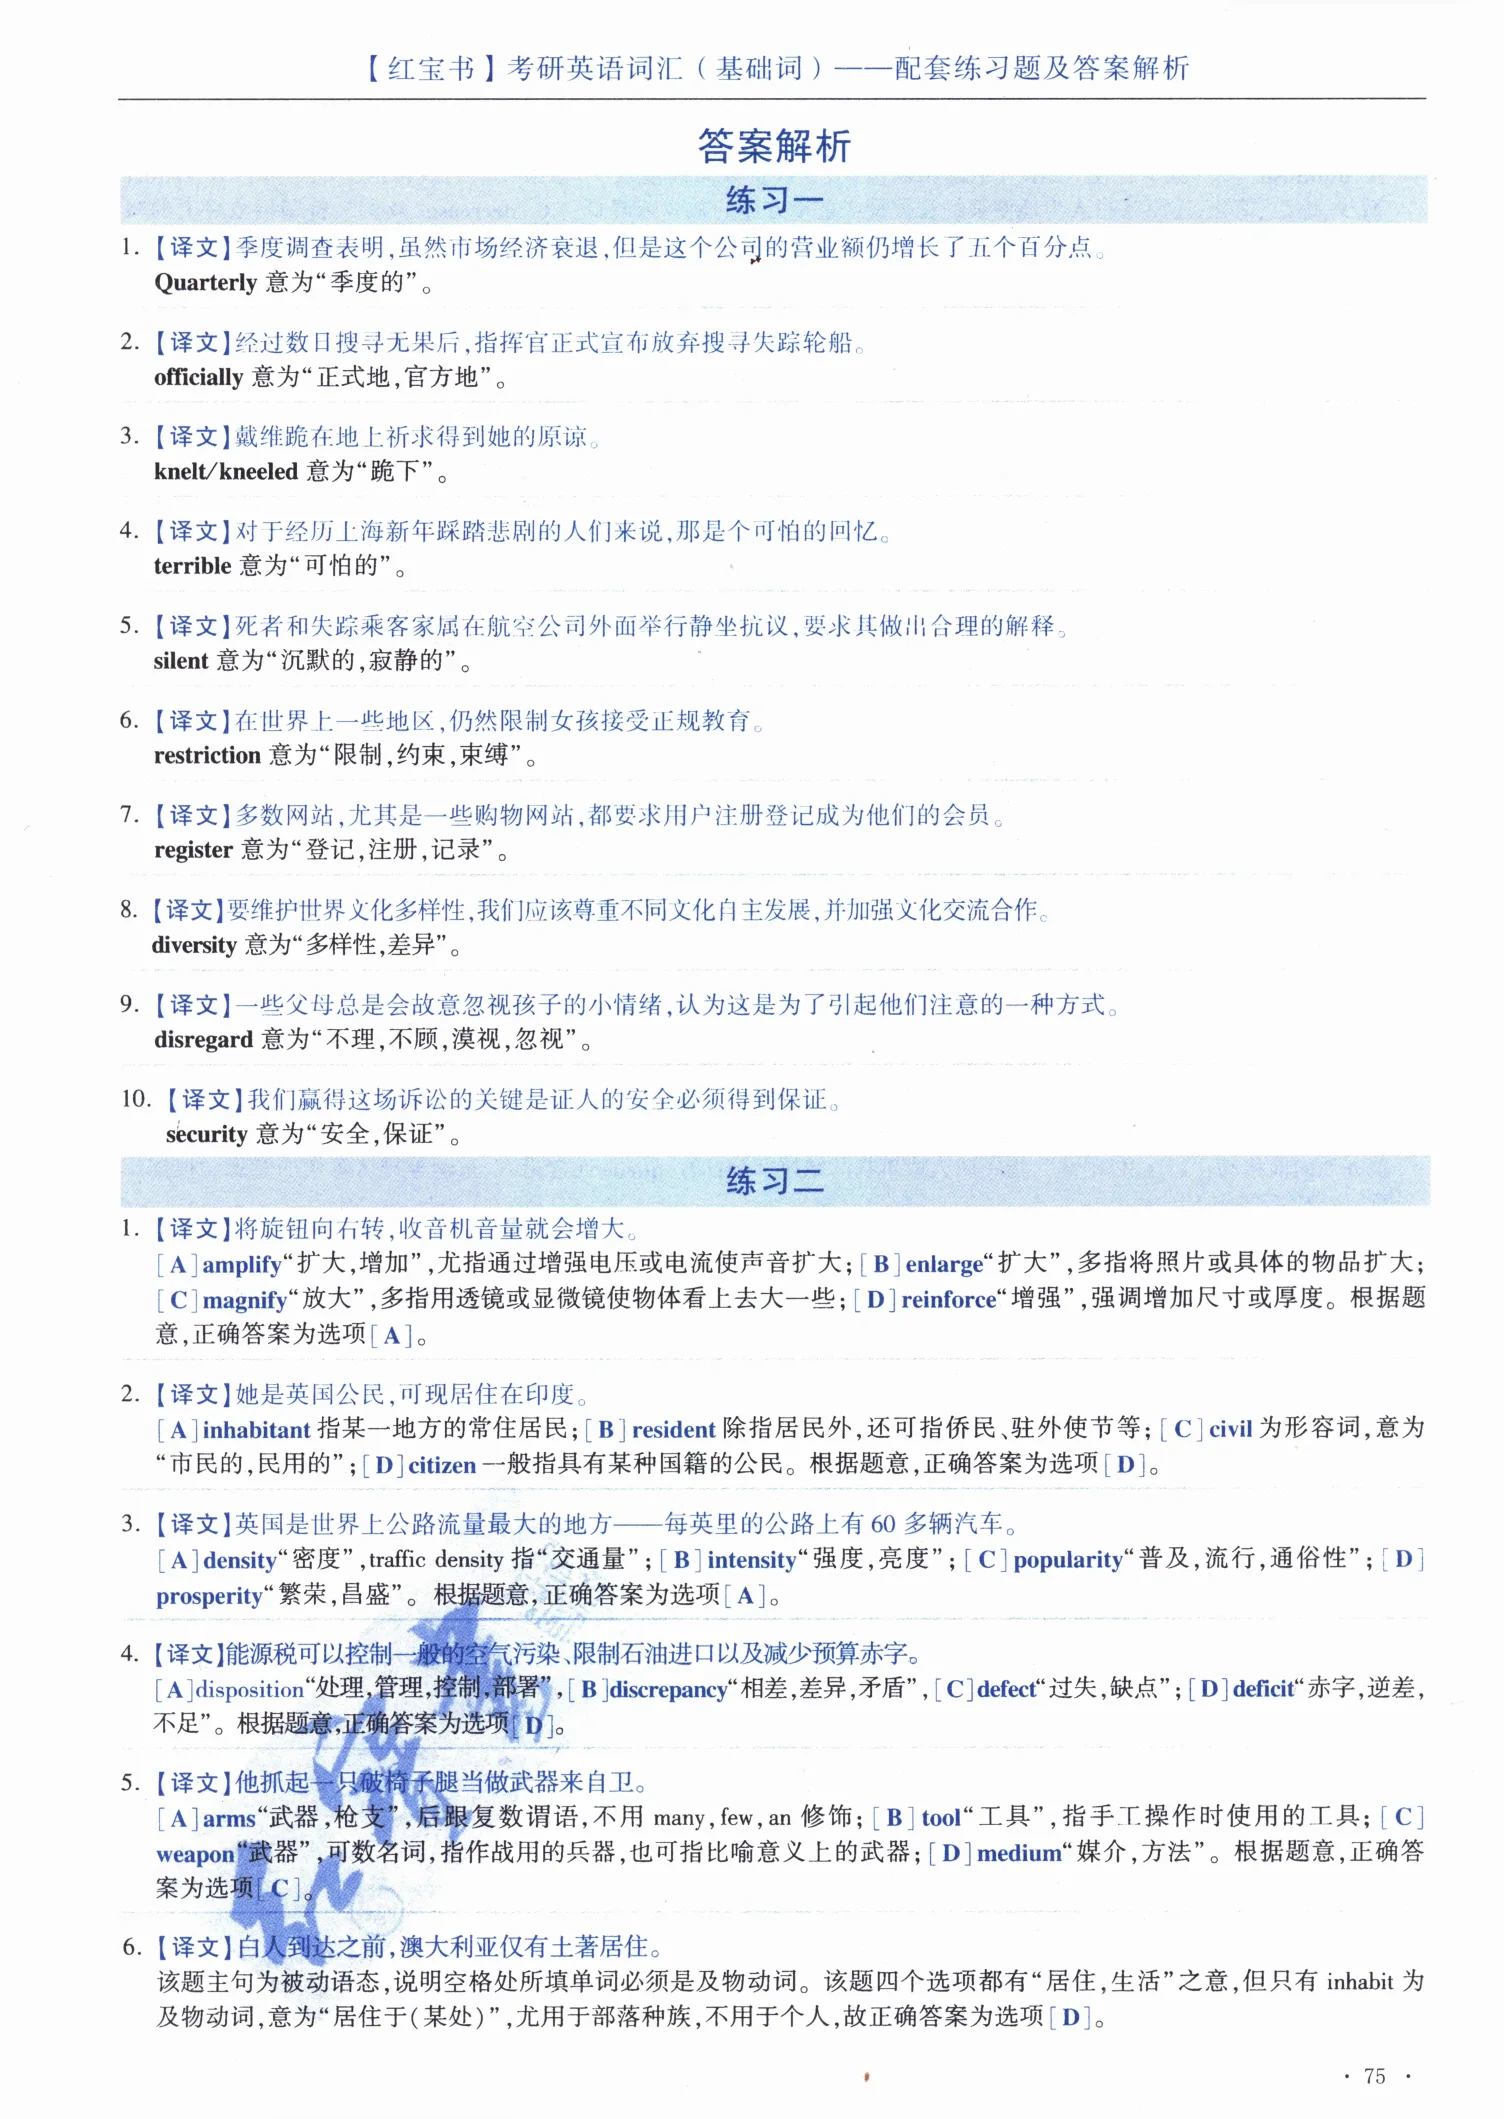 【红宝书】考研英语词汇(基础词)——配套练习题及答案解析
答案解析
练习一
1. 【译文】季度调查表明,虽然市场经济衰退,但是这个公司的营业额仍增长了五个百分点。
Quarterly 意为“季度的”。
2. 【译文】经过数日搜寻无果后,指挥官正式宣布放弃搜寻失踪轮船。
officially 意为“正式地,官方地”。
3. 【译文】戴维跪在地上祈求得到她的原谅。
knelt/kneeled 意为“跪下”。
4. 【译文】对于经历上海新年踩踏悲剧的人们来说,那是个可怕的回忆。
terrible 意为“可怕的”。
5. 【译文】死者和失踪乘客家属在航空公司外面举行静坐抗议,要求其做出合理的解释。
silent 意为“沉默的,寂静的”。
6. 【译文】在世界上一些地区,仍然限制女孩接受正规教育。
restriction 意为“限制,约束,束缚”。
7. 【译文】多数网站,尤其是一些购物网站,都要求用户注册登记成为他们的会员。
register 意为“登记,注册,记录”。
8. 【译文】要维护世界文化多样性,我们应该尊重不同文化自主发展,并加强文化交流合作。
diversity 意为“多样性,差异”。
9. 【译文】一些父母总是会故意忽视孩子的小情绪,认为这是为了引起他们注意的一种方式。
disregard 意为“不理,不顾,漠视,忽视”。
10. 【译文】我们赢得这场诉讼的关键是证人的安全必须得到保证。
security 意为“安全,保证”。
练习二
1. 【译文】将旋钮向右转,收音机音量就会增大。
[A]amplify“扩大,增加”,尤指通过增强电压或电流使声音扩大;[B]enlarge“扩大”,多指将照片或具体的物品扩大;
[C]magnify“放大”,多指用透镜或显微镜使物体看上去大一些;[D]reinforce“增强”,强调增加尺寸或厚度。根据题
意,正确答案为选项[A]。
2. 【译文】她是英国公民,可现居住在印度。
[A]inhabitant 指某一地方的常住居民;[B]resident 除指居民外,还可指侨民、驻外使节等;[C]civil 为形容词,意为
“市民的,民用的”;[D]citizen 一般指具有某种国籍的公民。根据题意,正确答案为选项[D]。
3. 【译文】英国是世界上公路流量最大的地方——每英里的公路上有 60 多辆汽车。
[A]density“密度”,traffic density 指“交通量”;[B]intensity“强度,亮度”;[C]popularity“普及,流行,通俗性”;[D]
prosperity“繁荣,昌盛”。根据题意,正确答案为选项[A]。
4. 【译文】能源税可以控制一般的空气污染、限制石油进口以及减少预算赤字。
[A]disposition“处理,管理,控制,部署”,[B]discrepancy“相差,差异,矛盾”,[C]defect“过失,缺点”;[D]deficit“赤字,逆差,
不足”。根据题意,正确答案为选项[D]。
5. 【译文】他抓起一只破椅子腿当做武器来自卫。
[A]arms“武器,枪支”,后跟复数谓语,不用 many,few,an 修饰;[B]tool“工具”,指手工操作时使用的工具;[C]
weapon“武器”,可数名词,指作战用的兵器,也可指比喻意义上的武器;[D]medium“媒介,方法”。根据题意,正确答
案为选项[C]。
6. 【译文】白人到达之前,澳大利亚仅有土著居住。
该题主句为被动语态,说明空格处所填单词必须是及物动词。该题四个选项都有“居住,生活”之意,但只有 inhabit 为
及物动词,意为“居住于(某处)”,尤用于部落种族,不用于个人,故正确答案为选项[D]。
· 75 ·